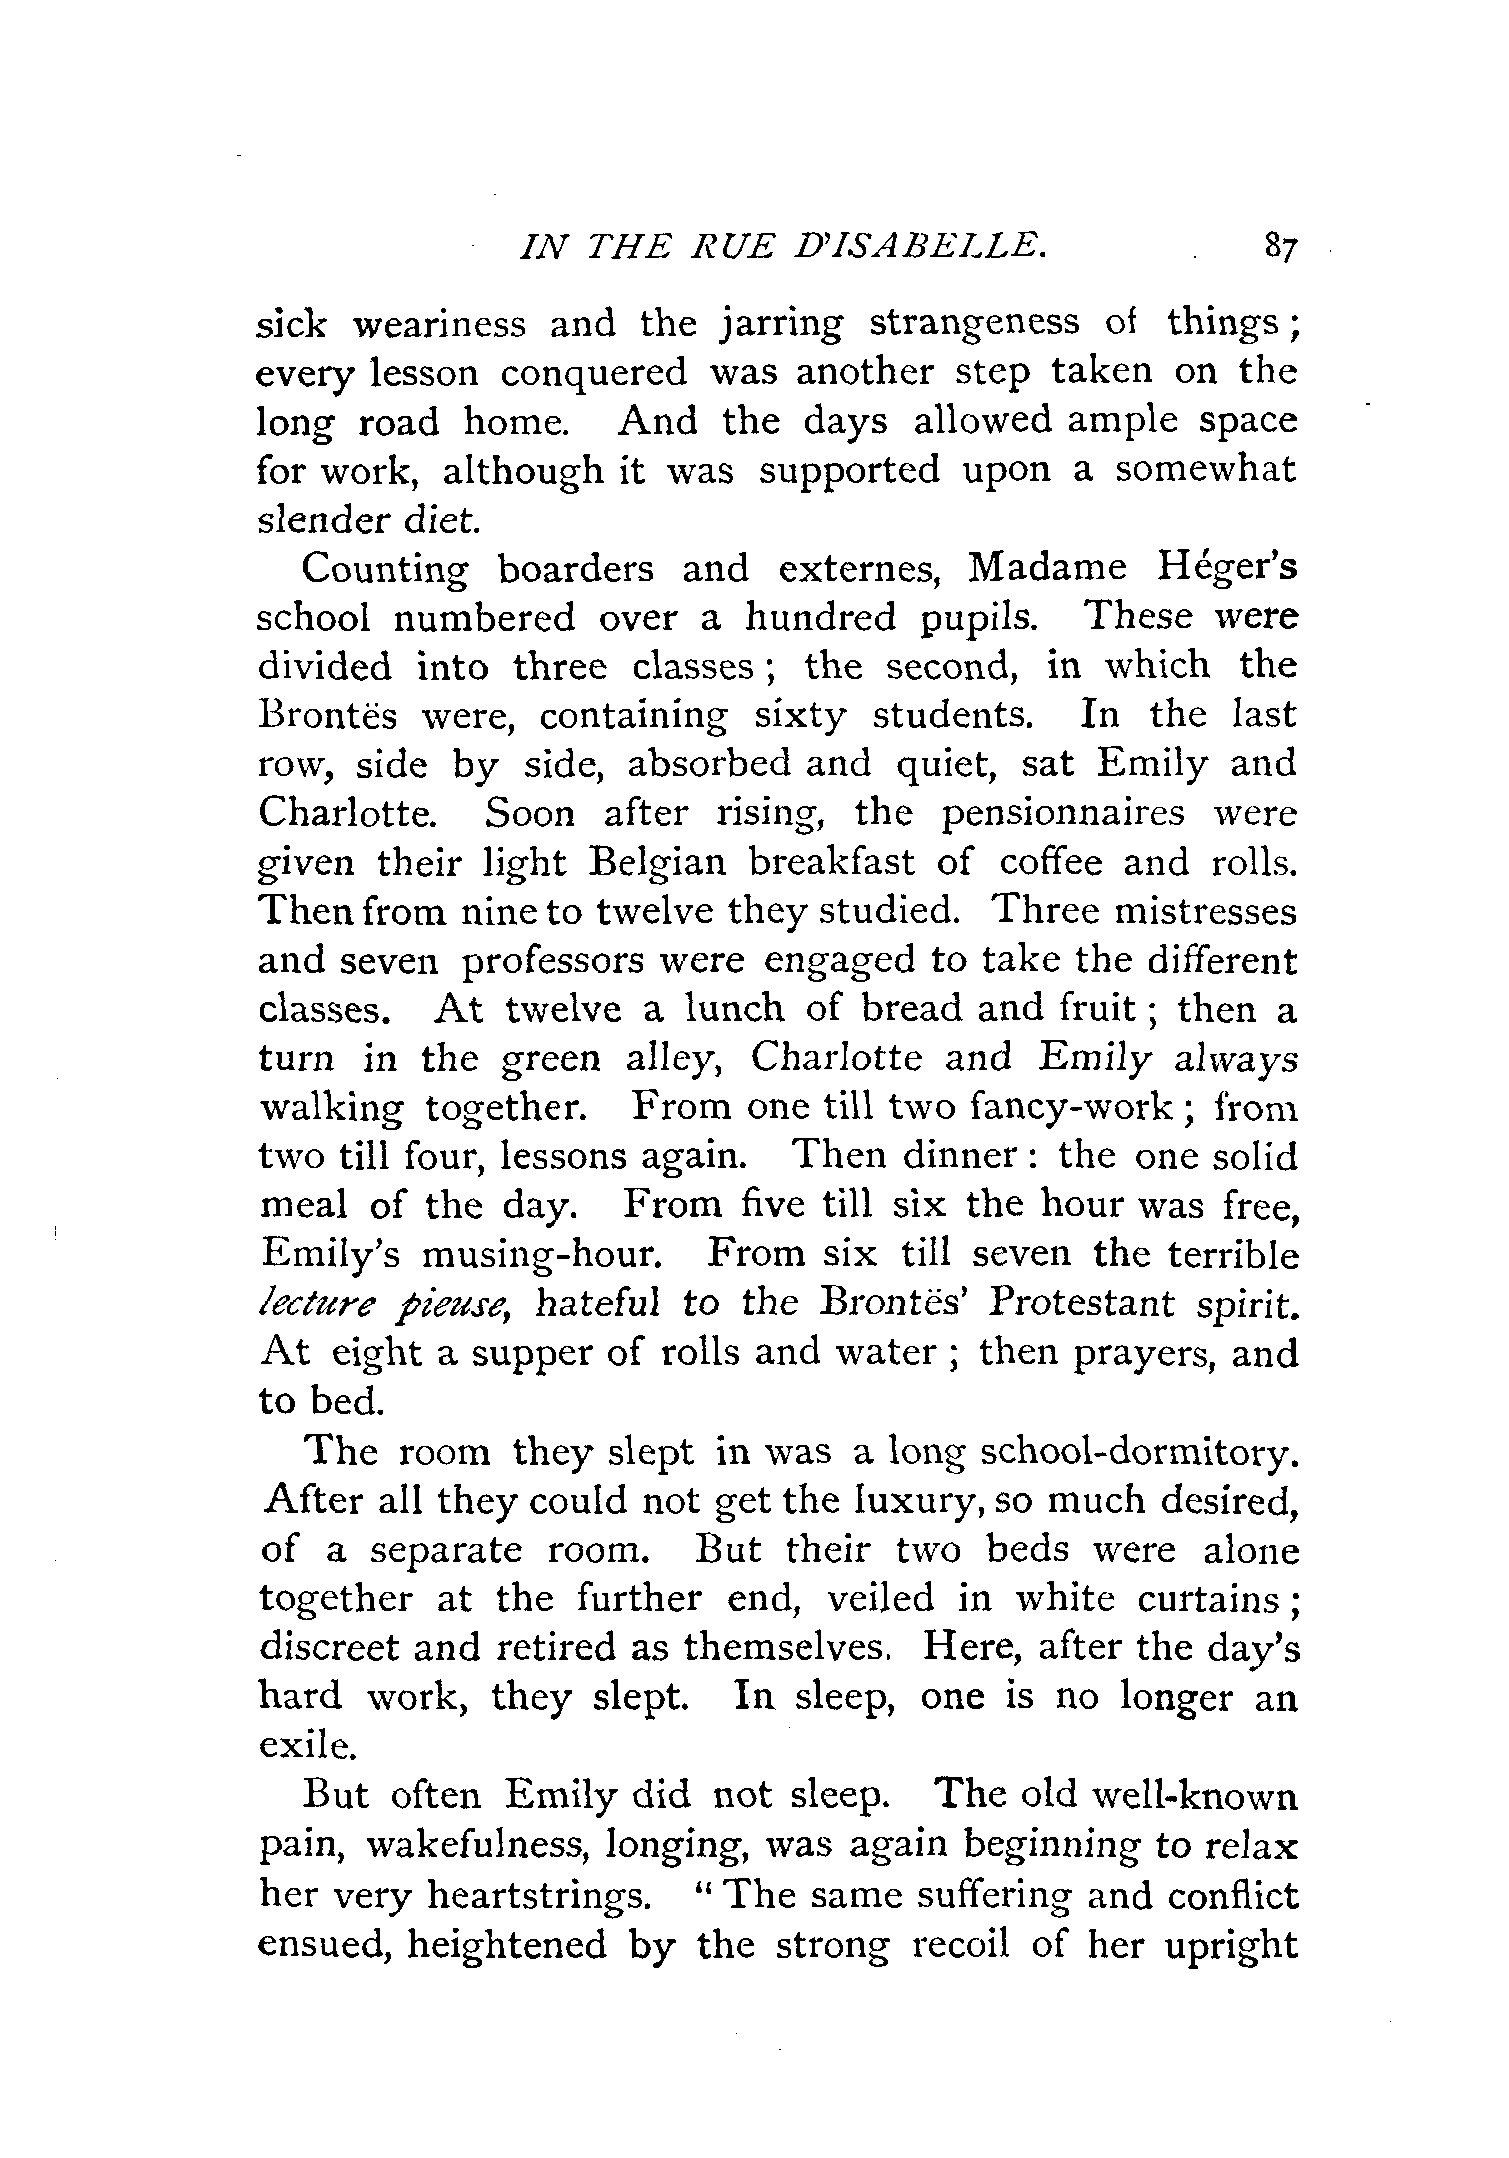 IN THE RUE D'ISABELLE. 87
sick weariness and the jarring strangeness of things ;
every lesson conquered was another step taken on the
long road home. And the days allowed ample space
for work, although it was supported upon a somewhat
slender diet.
Counting boarders and externes, Madame Héger's
school numbered over a hundred pupils. These were
divided into three classes ; the second, in which the
Brontës were, containing sixty students. In the last
row, side by side, absorbed and quiet, sat Emily and
Charlotte. Soon after rising, the pensionnaires were
given their light Belgian breakfast of coffee and rolls.
Then from nine to twelve they studied. Three mistresses
and seven professors were engaged to take the different
classes. At twelve a lunch of bread and fruit ; then a
turn in the green alley, Charlotte and Emily always
walking together. From one till two fancy-work ; from
two till four, lessons again. Then dinner : the one solid
meal of the day. From five till six the hour was free,
Emily's musing-hour. From six till seven the terrible
lecture pieuse, hateful to the Brontës' Protestant spirit.
At eight a supper of rolls and water ; then prayers, and
to bed.
The room they slept in was a long school-dormitory.
After all they could not get the luxury, so much desired,
of a separate room. But their two beds were alone
together at the further end, veiled in white curtains ;
discreet and retired as themselves. Here, after the day's
hard work, they slept. In sleep, one is no longer an
exile.
But often Emily did not sleep. The old well-known
pain, wakefulness, longing, was again beginning to relax
her very heartstrings. " The same suffering and conflict
ensued, heightened by the strong recoil of her upright